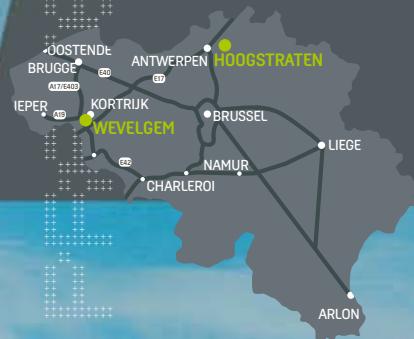 OOSTENDE
BRUGGE
ANTWERPEN
HOOGSTRATEN
E40
E17
A17/E403
IEPER
A19
KORTRIJK
WEVELGEM
BRUSSEL
LIEGE
E42
NAMUR
CHARLEROI
ARLON